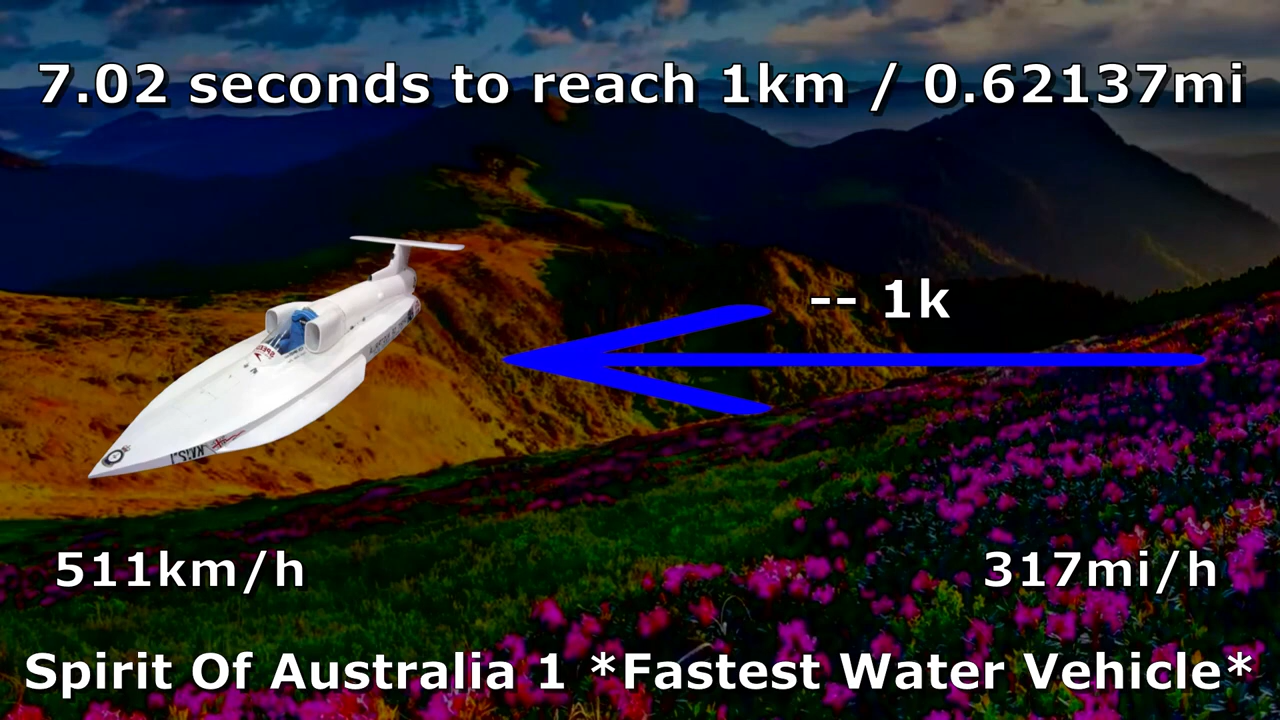 7.02 seconds to reach 1km / 0.62137mi
-- 1k
511km/h
317mi/h
Spirit Of Australia 1 *Fastest Water Vehicle*